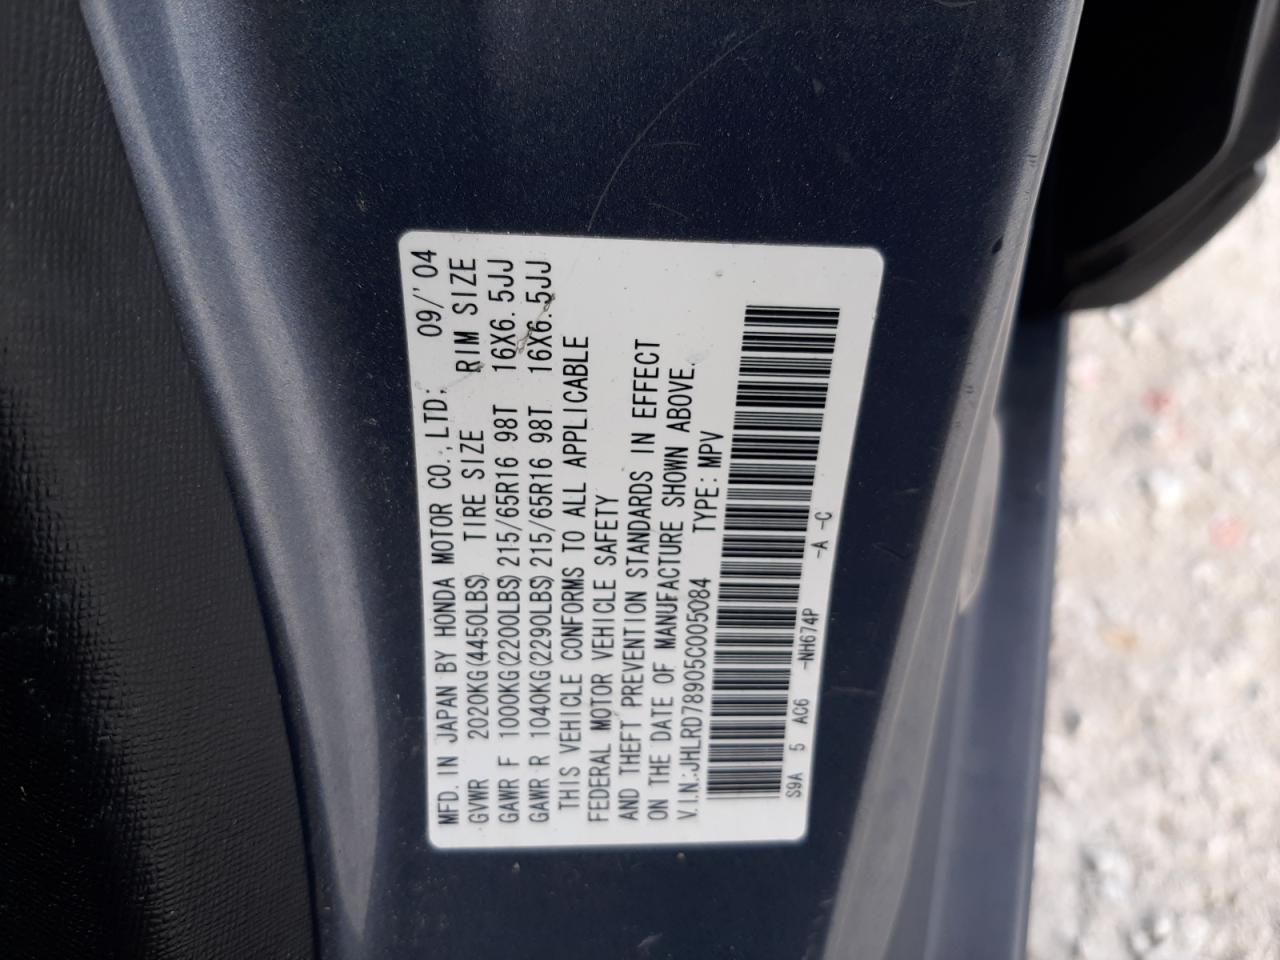 MFD. IN JAPAN BY HONDA MOTOR CO., LTD; 09/'04
GVWR 2020KG(4450LBS) TIRE SIZE RIM SIZE
GAWR F 1000KG(2200LBS) 215/65R16 98T 16X6.5JJ
GAWR R 1040KG(2290LBS) 215/65R16 98T 16X6.5JJ
THIS VEHICLE CONFORMS TO ALL APPLICABLE
FEDERAL MOTOR VEHICLE SAFETY
AND THEFT PREVENTION STANDARDS IN EFFECT
ON THE DATE OF MANUFACTURE SHOWN ABOVE.
V.I.N.:JHLRD78905C005084 TYPE:MPV
S9A 5 AC6 -NH674P -A -C